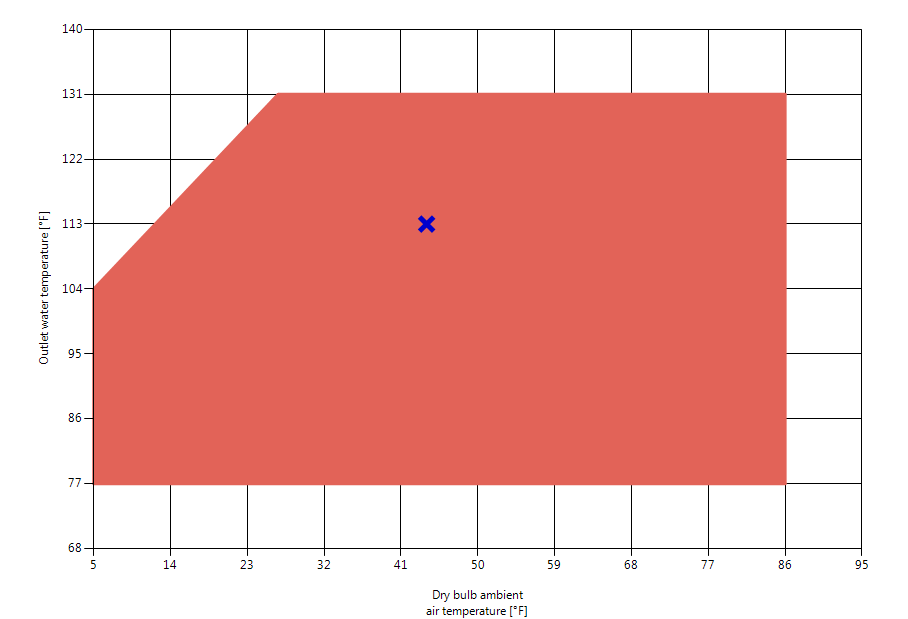 140
131
122
113
104
95
86
77
68
Outlet water temperature [°F]
5 14 23 32 41 50 59 68 77 86 95
Dry bulb ambient
air temperature [°F]